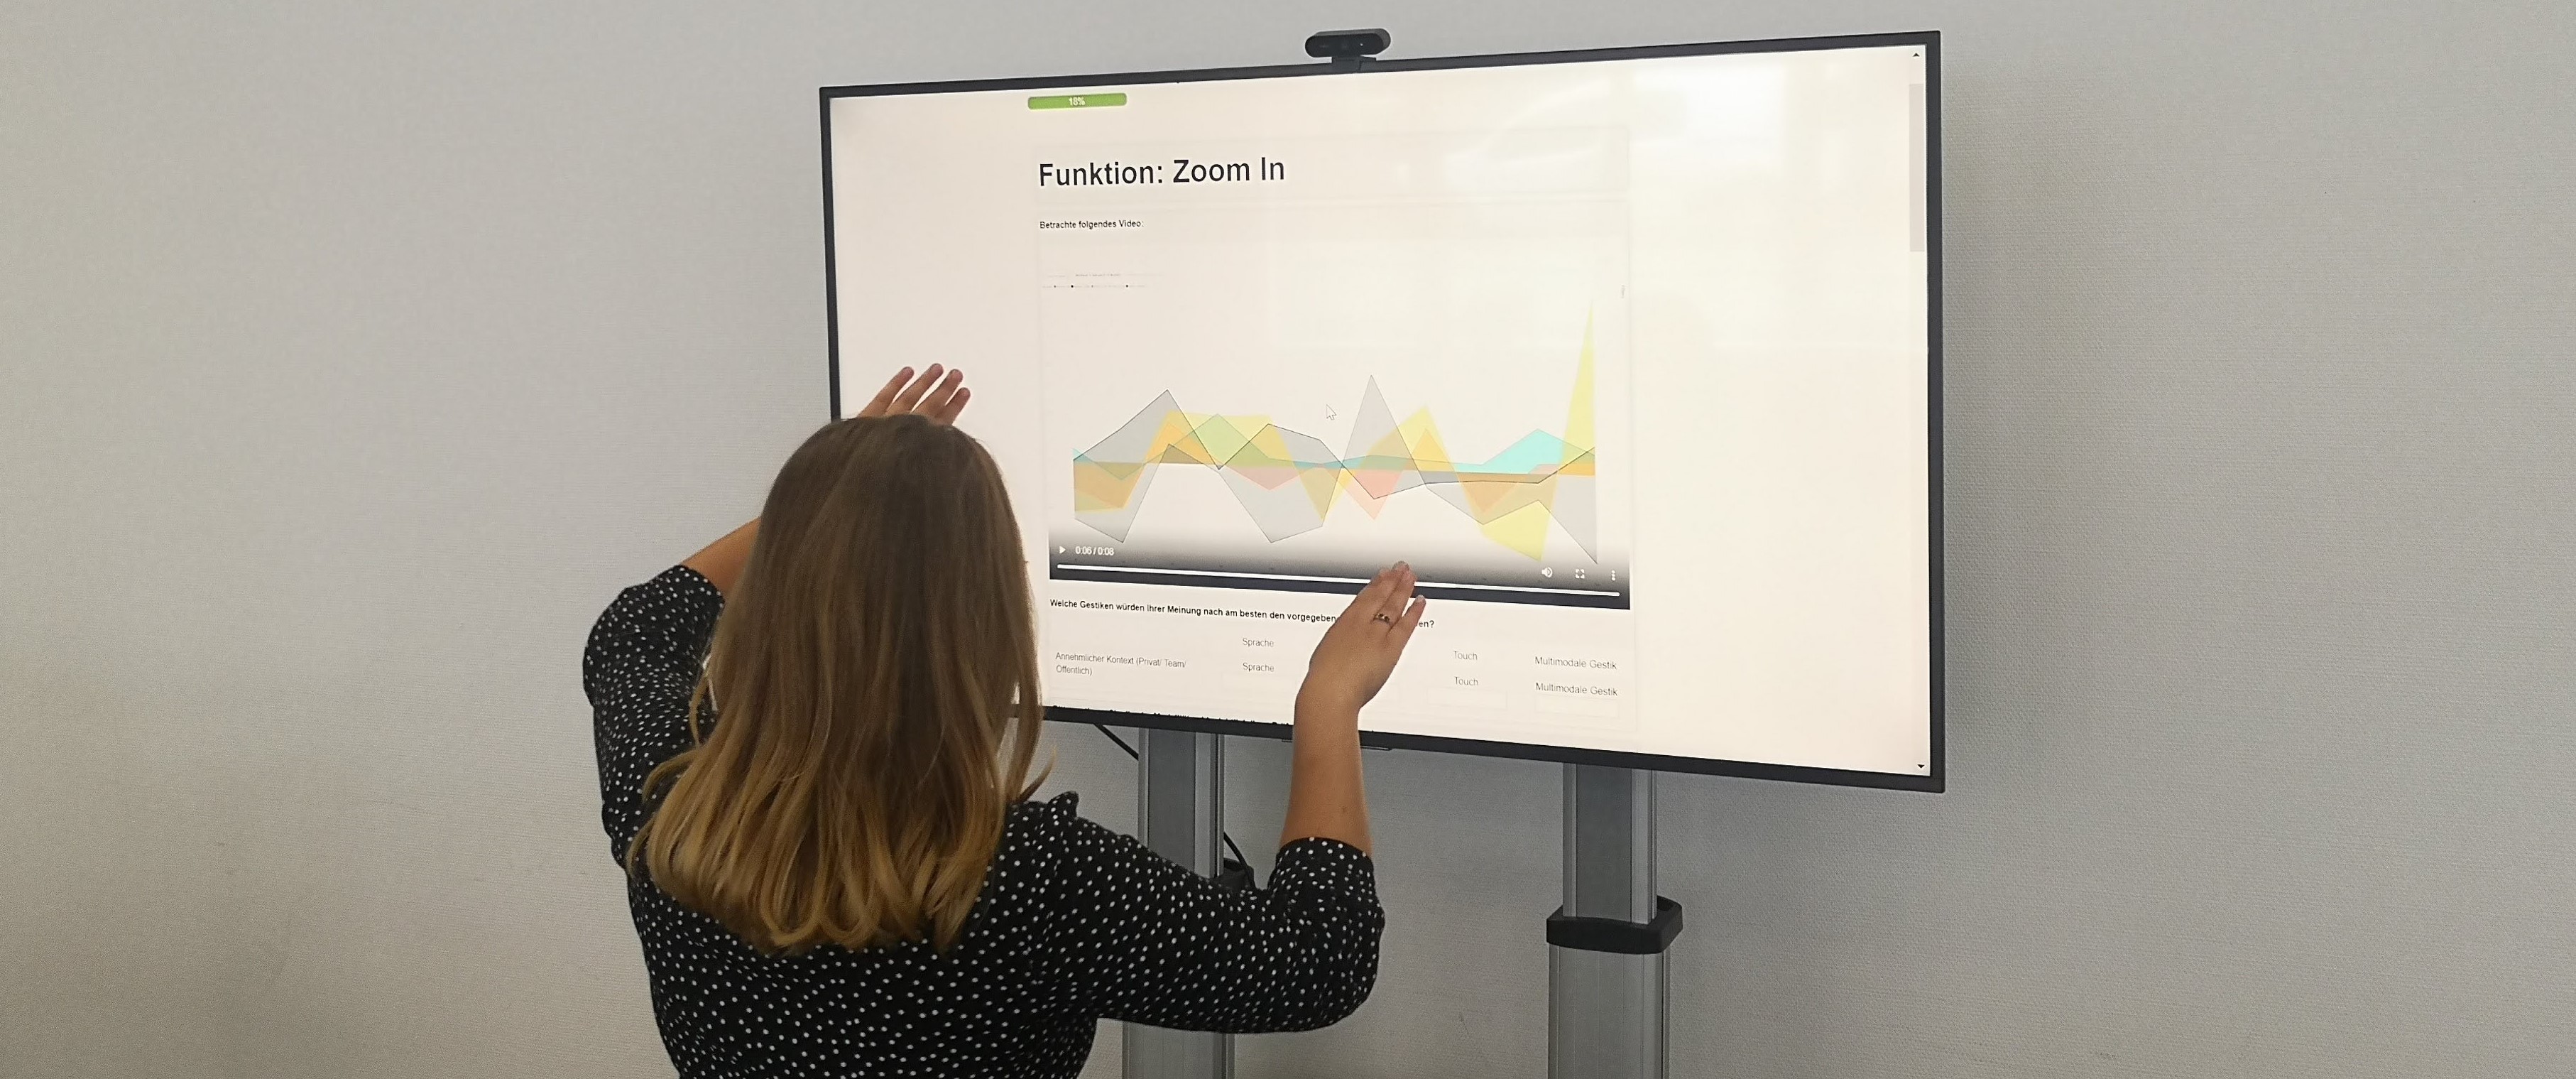 18%
Funktion: Zoom In
Betrachte folgendes Video:
0:06 / 0:08
Welche Gestiken würden Ihrer Meinung nach am besten den vorgegeben
Sprache Touch Multimodale Gestik
Annehmlicher Kontext (Privat/ Team/
Öffentlich)
Sprache Touch Multimodale Gestik